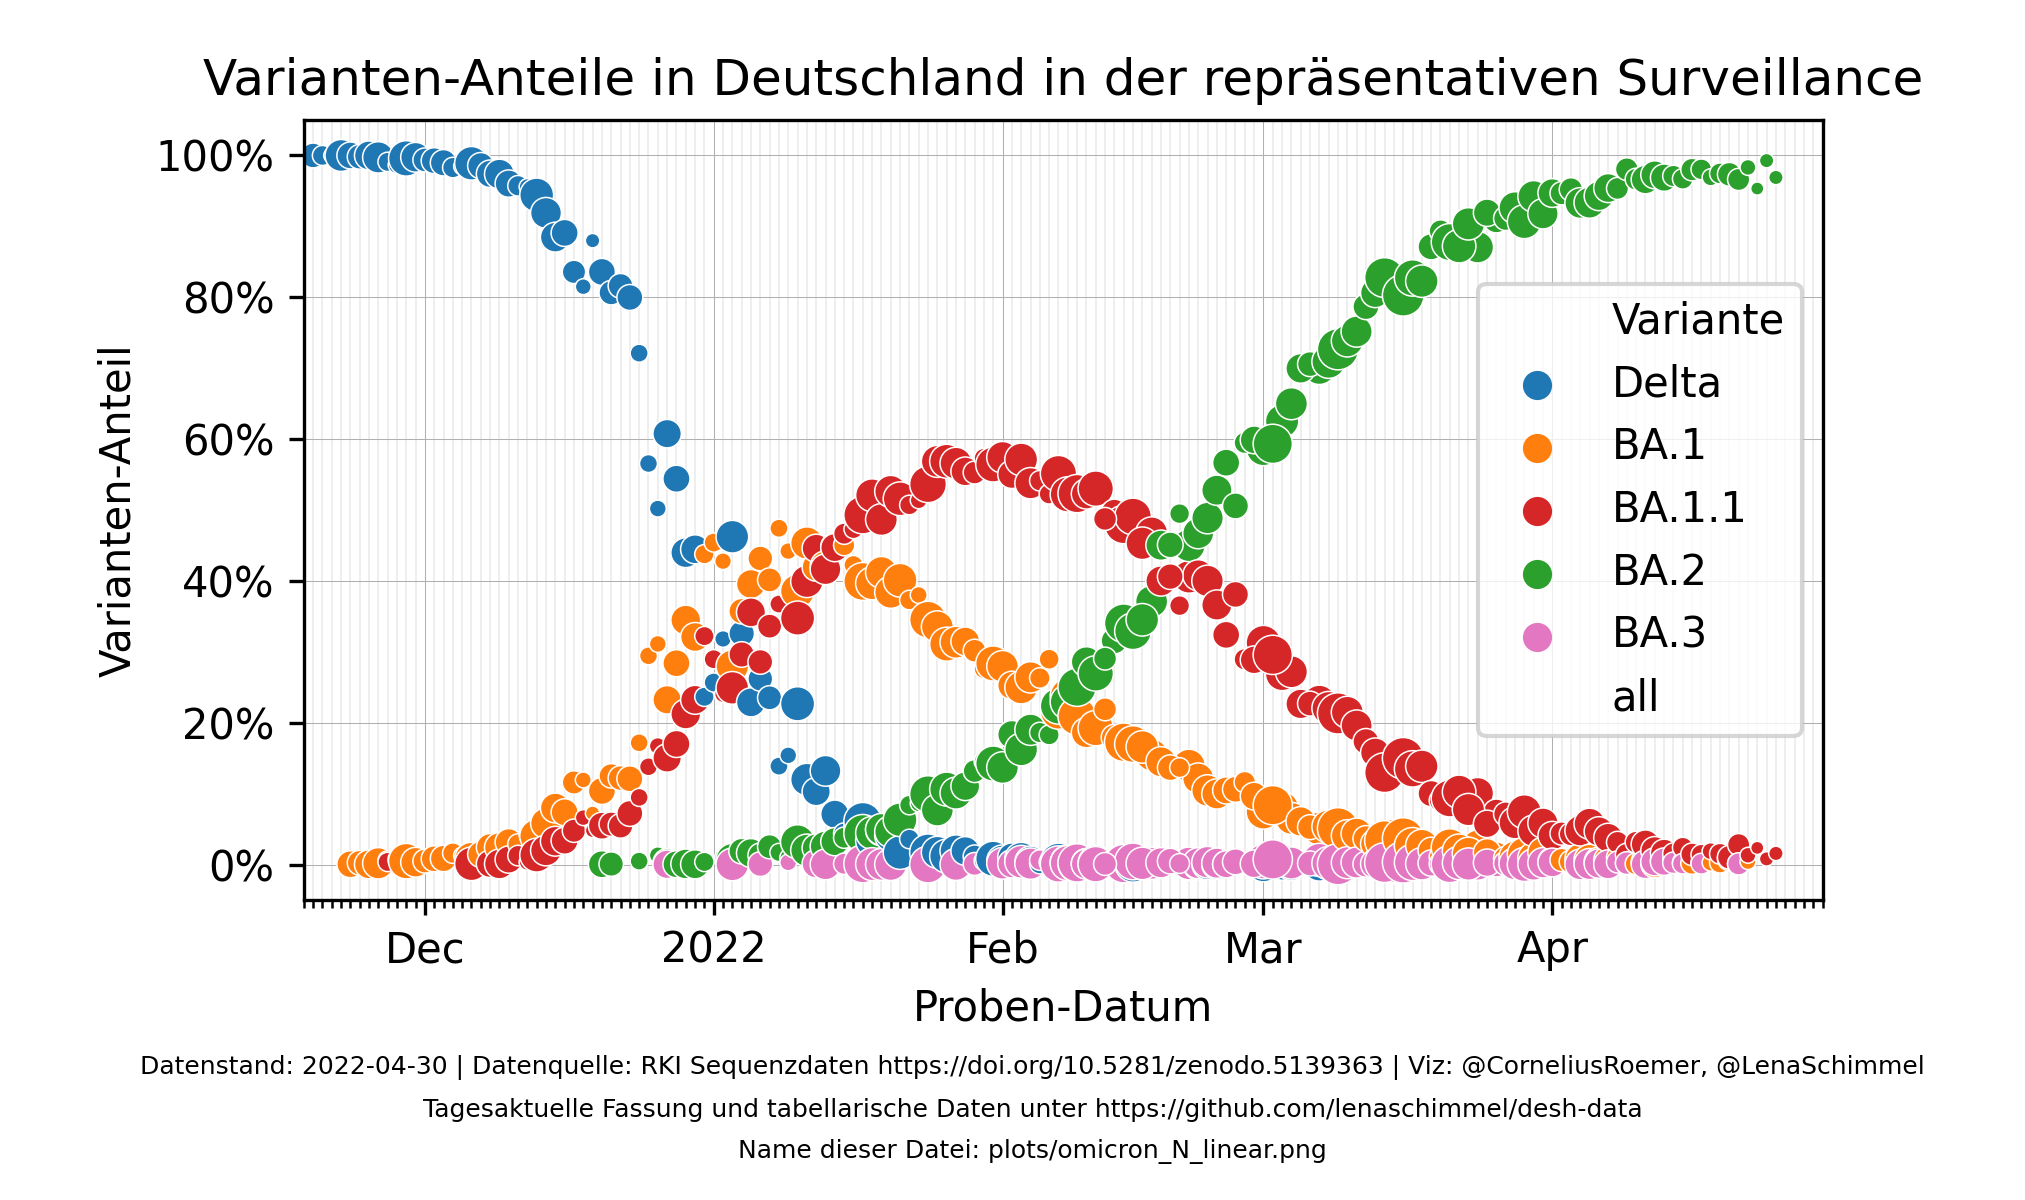 Varianten-Anteile in Deutschland in der repräsentativen Surveillance
Varianten-Anteil
100%
80%
60%
40%
20%
0%
Variante
Delta
BA.1
BA.1.1
BA.2
BA.3
all
Dec
2022
Feb
Mar
Apr
Proben-Datum
Datenstand: 2022-04-30 | Datenquelle: RKI Sequenzdaten https://doi.org/10.5281/zenodo.5139363 | Viz: @CorneliusRoemer, @LenaSchimmel
Tagesaktuelle Fassung und tabellarische Daten unter https://github.com/lenaschimmel/desh-data
Name dieser Datei: plots/omicron_N_linear.png